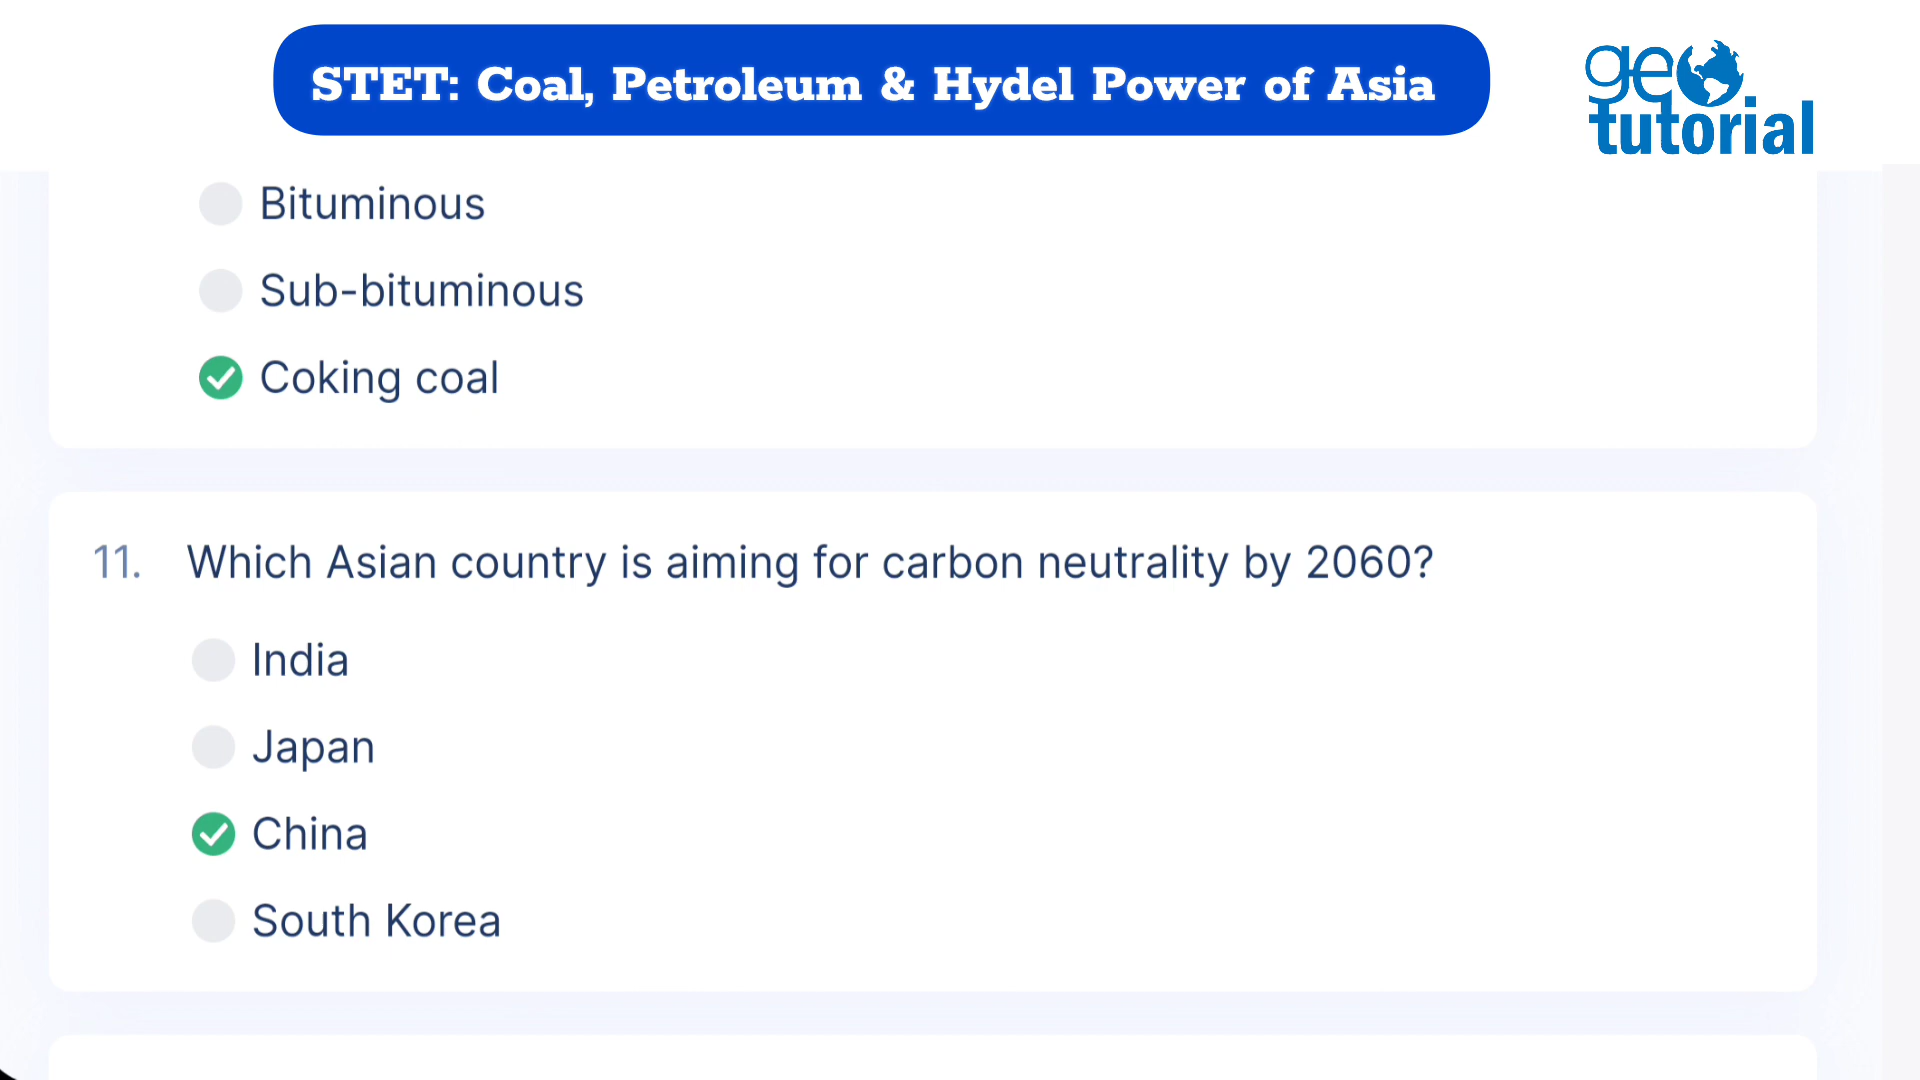 STET: Coal, Petroleum & Hydel Power of Asia
geo
tutorial
Bituminous
Sub-bituminous
Coking coal
11. Which Asian country is aiming for carbon neutrality by 2060?
India
Japan
China
South Korea